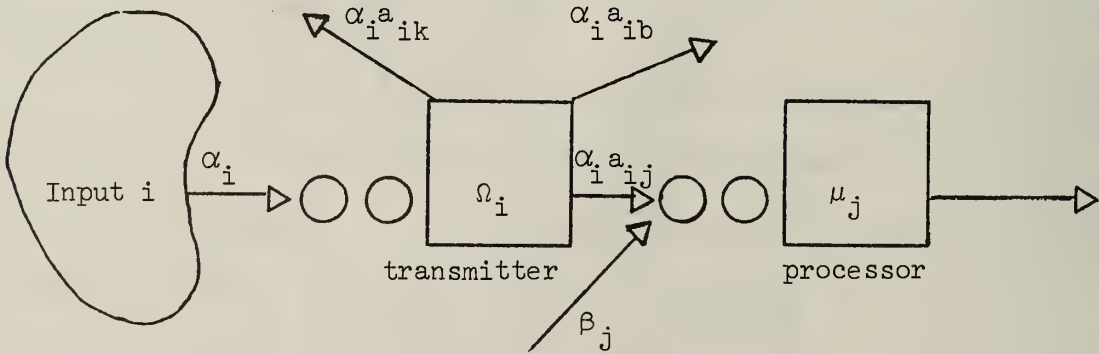 α_i a_ik
α_i a_ib
α_i
Input i
Ω_i
α_i a_ij
μ_j
transmitter
processor
β_j